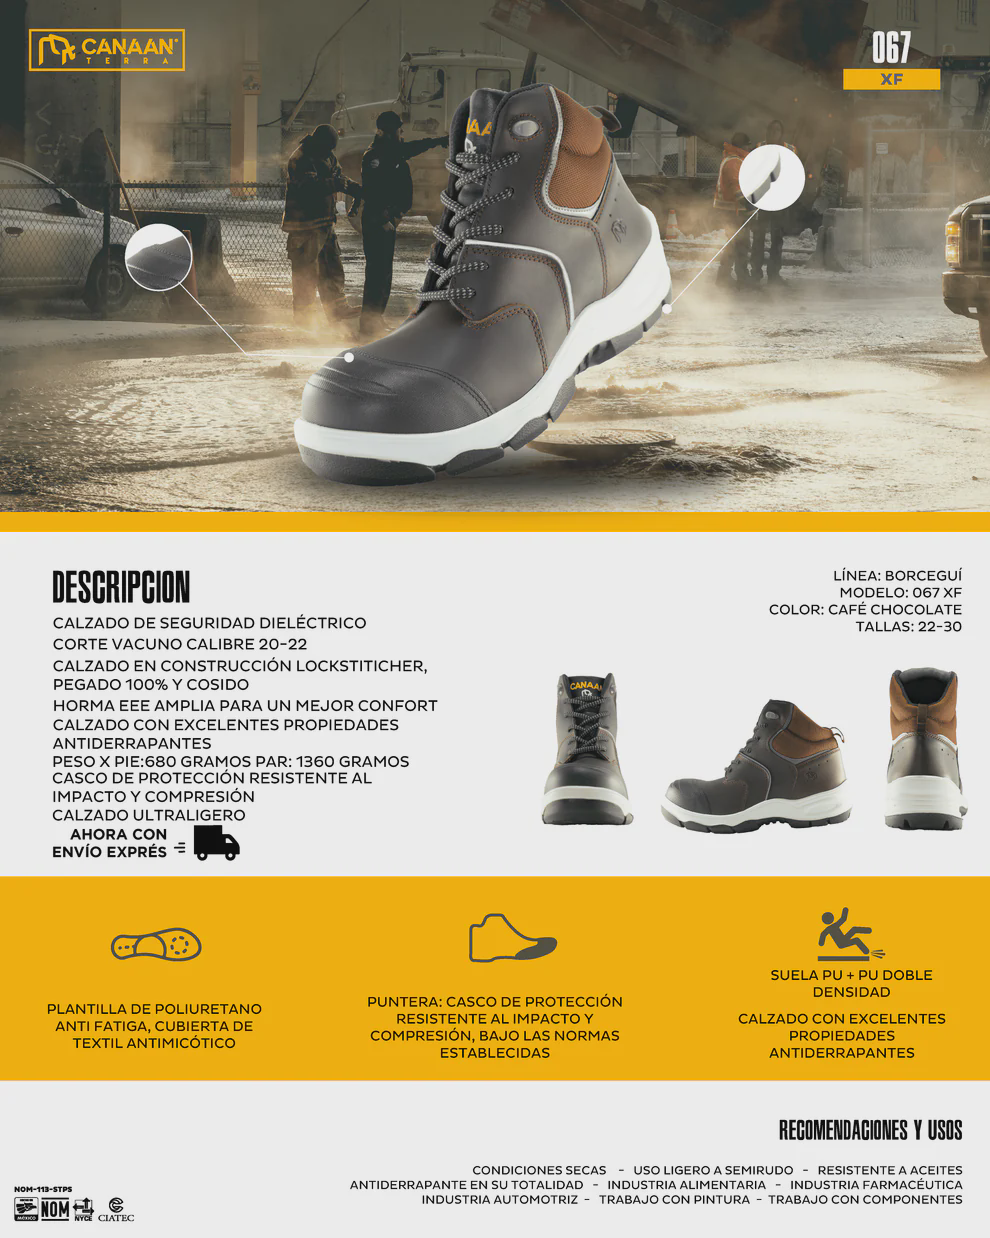 CANAAN
TERRA
067
XF
DESCRIPCION
CALZADO DE SEGURIDAD DIELÉCTRICO
CORTE VACUNO CALIBRE 20-22
CALZADO EN CONSTRUCCIÓN LOCKSTITICHER,
PEGADO 100% Y COSIDO
HORMA EEE AMPLIA PARA UN MEJOR CONFORT
CALZADO CON EXCELENTES PROPIEDADES
ANTIDERRAPANTES
PESO X PIE:680 GRAMOS PAR: 1360 GRAMOS
CASCO DE PROTECCIÓN RESISTENTE AL
IMPACTO Y COMPRESIÓN
CALZADO ULTRALIGERO
AHORA CON
ENVÍO EXPRÉS
LÍNEA: BORCEGUÍ
MODELO: 067 XF
COLOR: CAFÉ CHOCOLATE
TALLAS: 22-30
CANAAN
PLANTILLA DE POLIURETANO
ANTI FATIGA, CUBIERTA DE
TEXTIL ANTIMICÓTICO
PUNTERA: CASCO DE PROTECCIÓN
RESISTENTE AL IMPACTO Y
COMPRESIÓN, BAJO LAS NORMAS
ESTABLECIDAS
SUELA PU + PU DOBLE
DENSIDAD
CALZADO CON EXCELENTES
PROPIEDADES
ANTIDERRAPANTES
RECOMENDACIONES Y USOS
CONDICIONES SECAS - USO LIGERO A SEMIRUDO - RESISTENTE A ACEITES
ANTIDERRAPANTE EN SU TOTALIDAD - INDUSTRIA ALIMENTARIA - INDUSTRIA FARMACÉUTICA
INDUSTRIA AUTOMOTRIZ - TRABAJO CON PINTURA - TRABAJO CON COMPONENTES
NOM-113-STPS
MÉXICO NOM NYCE CIATEC